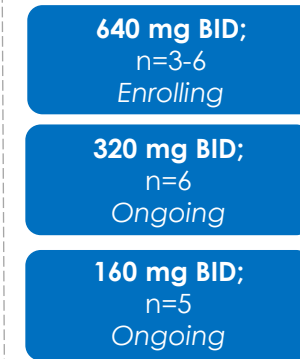 640 mg BID;
n=3-6
Enrolling
320 mg BID;
n=6
Ongoing
160 mg BID;
n=5
Ongoing